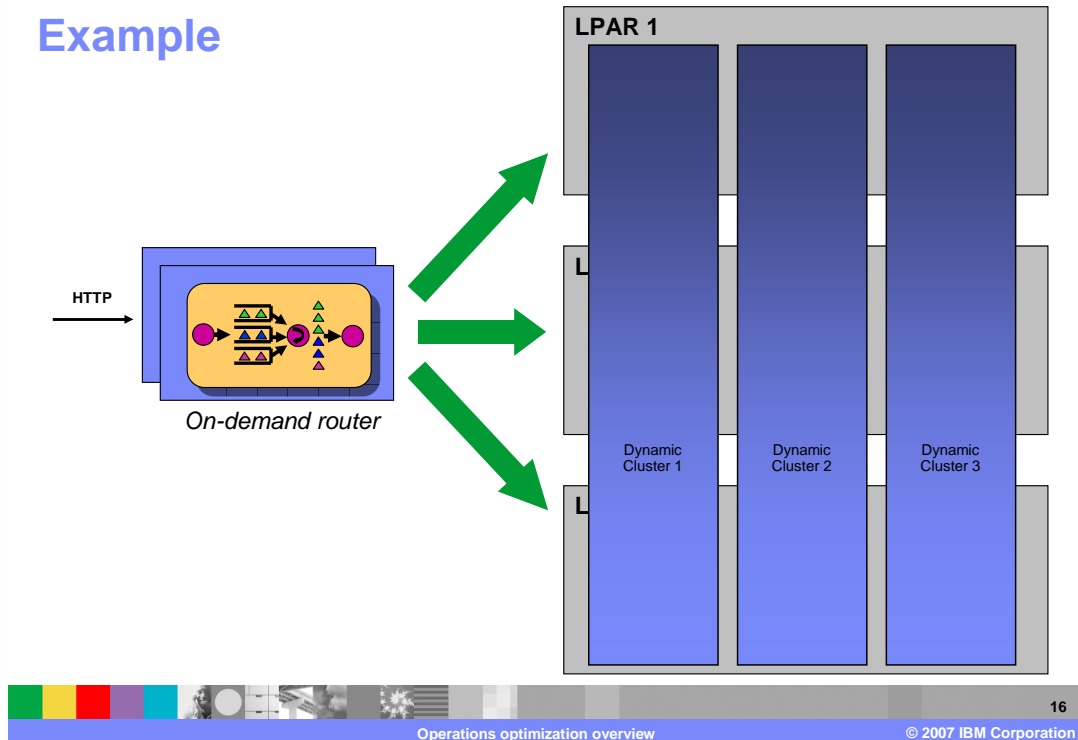 Example
LPAR 1
HTTP
L
On-demand router
Dynamic
Cluster 1
Dynamic
Cluster 2
Dynamic
Cluster 3
L
16
Operations optimization overview
© 2007 IBM Corporation